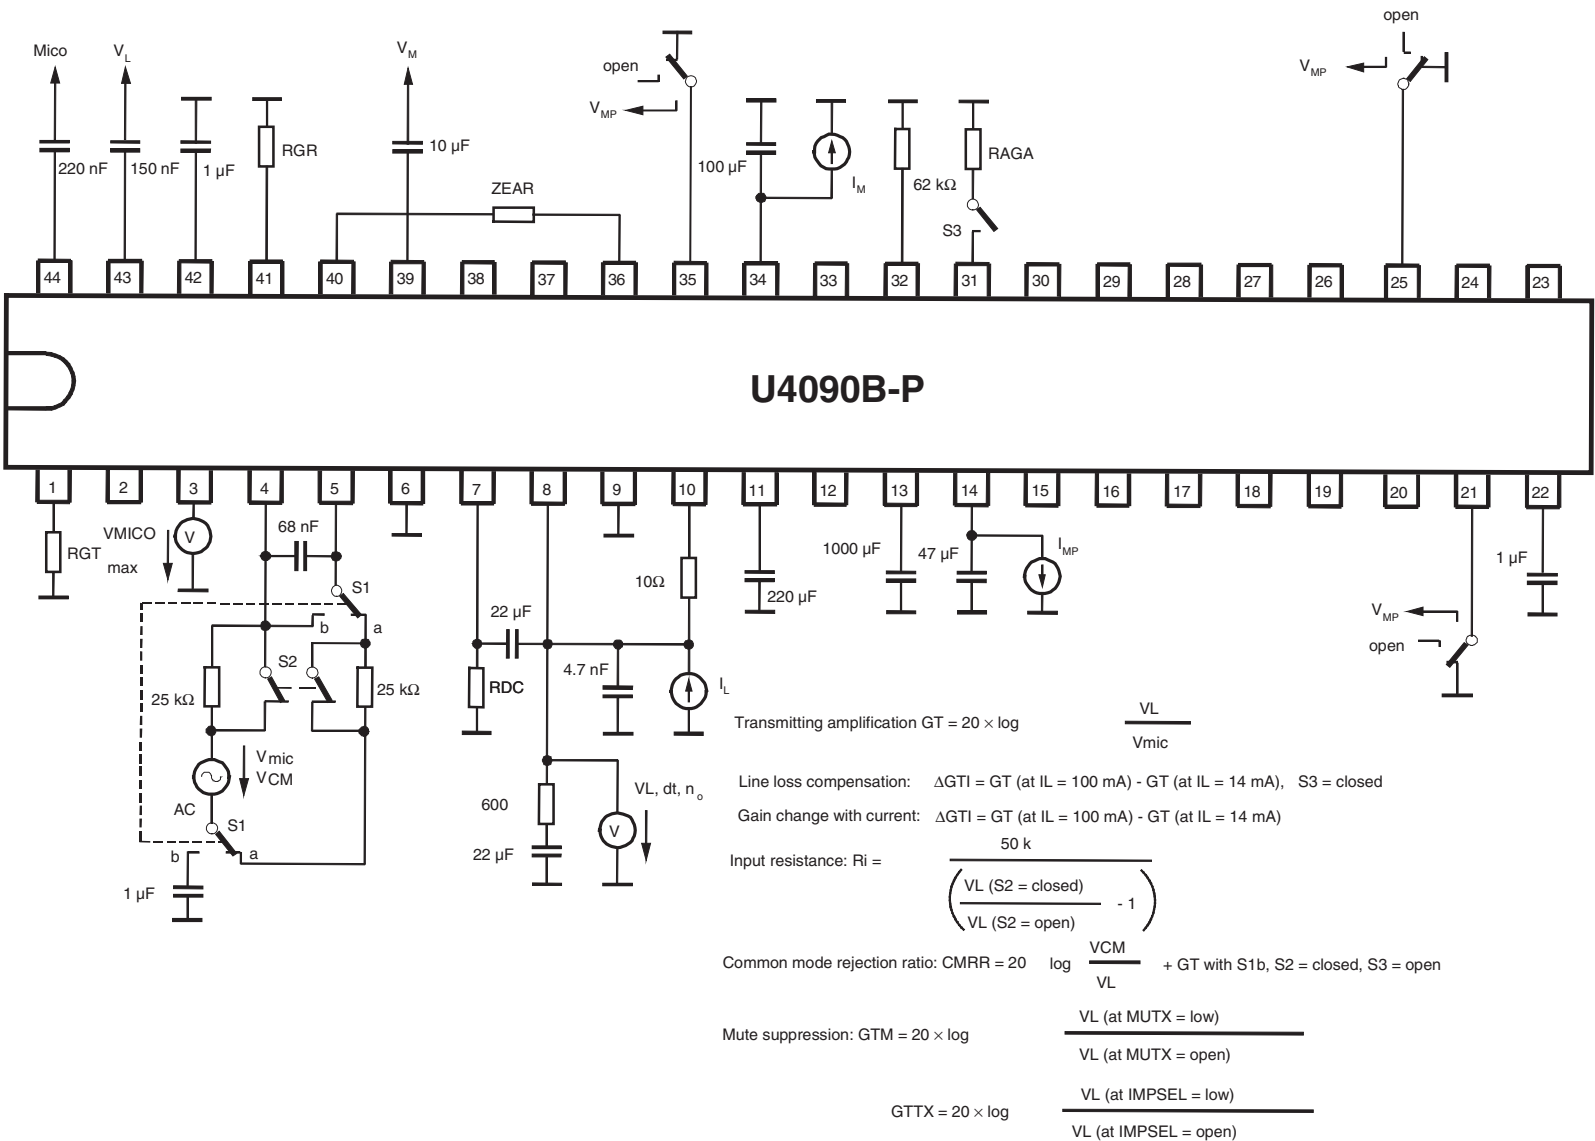 open
Mico
V_L
V_M
open
V_MP
V_MP
220 nF
150 nF
1 µF
RGR
10 µF
100 µF
I_M
62 kΩ
RAGA
ZEAR
S3
44 43 42 41 40 39 38 37 36 35 34 33 32 31 30 29 28 27 26 25 24 23
U4090B-P
1 2 3 4 5 6 7 8 9 10 11 12 13 14 15 16 17 18 19 20 21 22
RGT
VMICO
max
V
68 nF
S1
b
a
S2
25 kΩ
25 kΩ
V mic
VCM
AC
S1
b
a
1 µF
22 µF
RDC
4.7 nF
10Ω
I_L
600
22 µF
V
VL, dt, n_o
220 µF
1000 µF
47 µF
I_MP
1 µF
V_MP
open
Transmitting amplification GT = 20 × log
VL
Vmic
Line loss compensation: ΔGTI = GT (at IL = 100 mA) - GT (at IL = 14 mA), S3 = closed
Gain change with current: ΔGTI = GT (at IL = 100 mA) - GT (at IL = 14 mA)
Input resistance: Ri =
50 k
VL (S2 = closed)
VL (S2 = open)
- 1
Common mode rejection ratio: CMRR = 20 log
VCM
VL
+ GT with S1b, S2 = closed, S3 = open
Mute suppression: GTM = 20 × log
VL (at MUTX = low)
VL (at MUTX = open)
GTTX = 20 × log
VL (at IMPSEL = low)
VL (at IMPSEL = open)